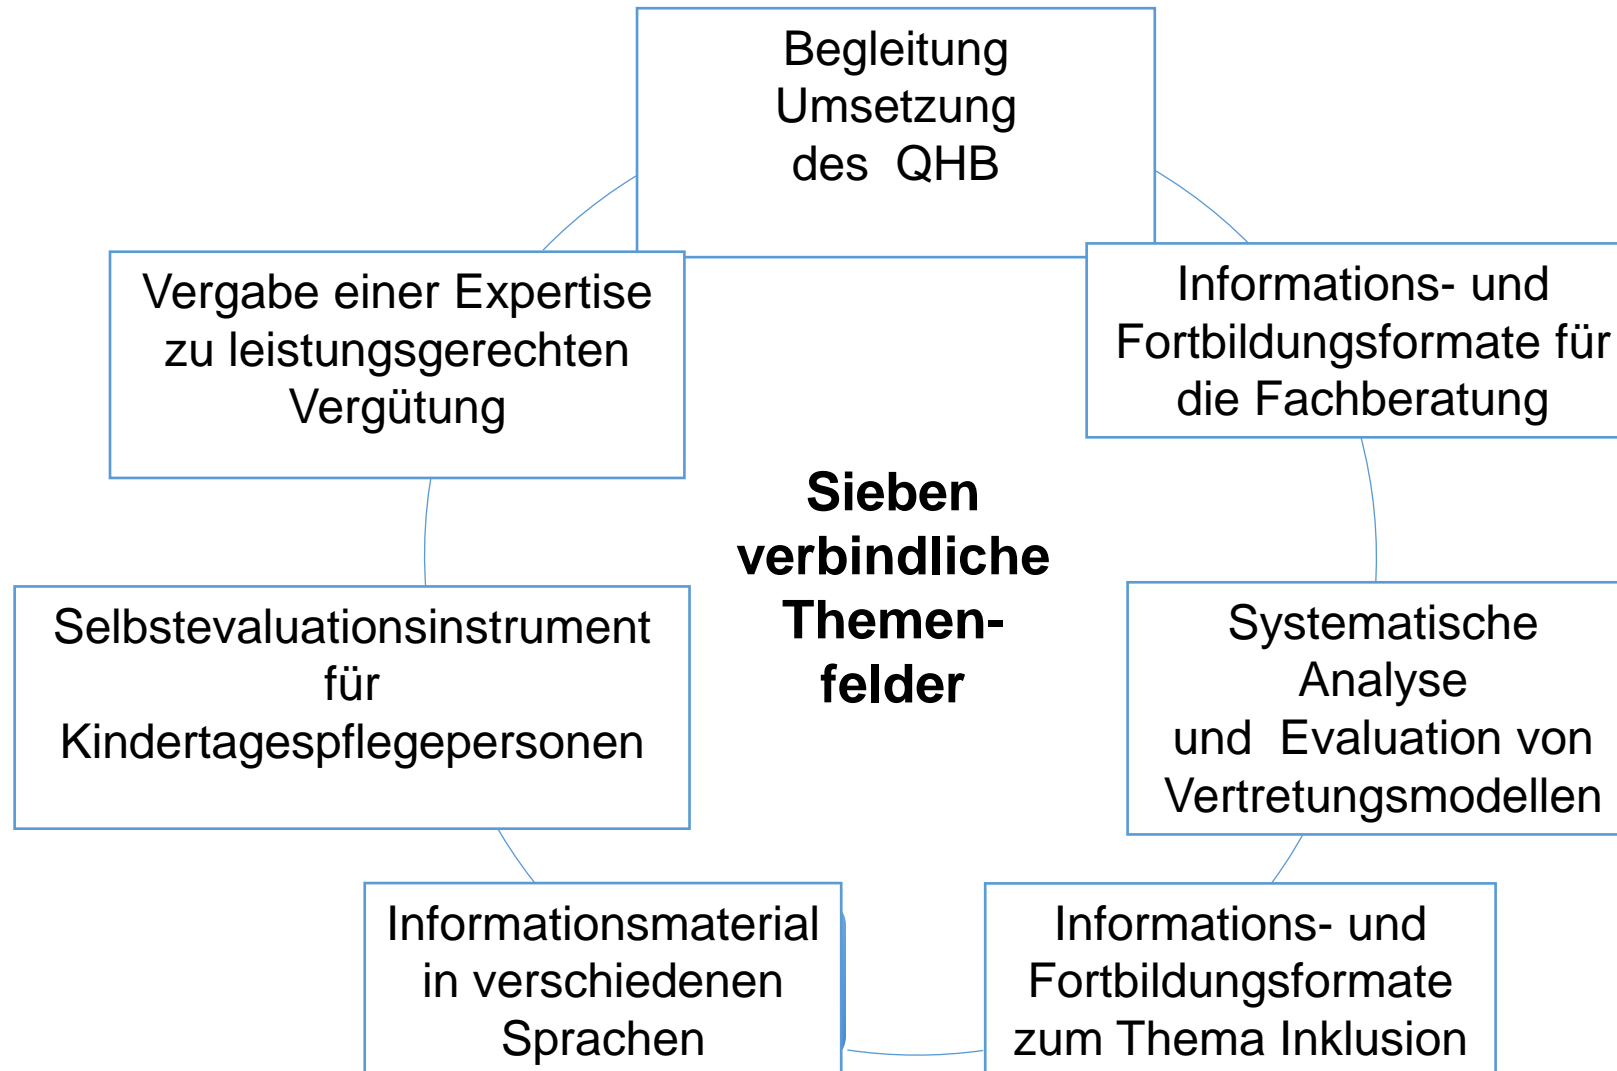 Begleitung
Umsetzung
des QHB
Informations- und
Fortbildungsformate für
die Fachberatung
Systematische
Analyse
und Evaluation von
Vertretungsmodellen
Informations- und
Fortbildungsformate
zum Thema Inklusion
Informationsmaterial
in verschiedenen
Sprachen
Selbstevaluationsinstrument
für
Kindertagespflegepersonen
Vergabe einer Expertise
zu leistungsgerechten
Vergütung
Sieben
verbindliche
Themen-
felder